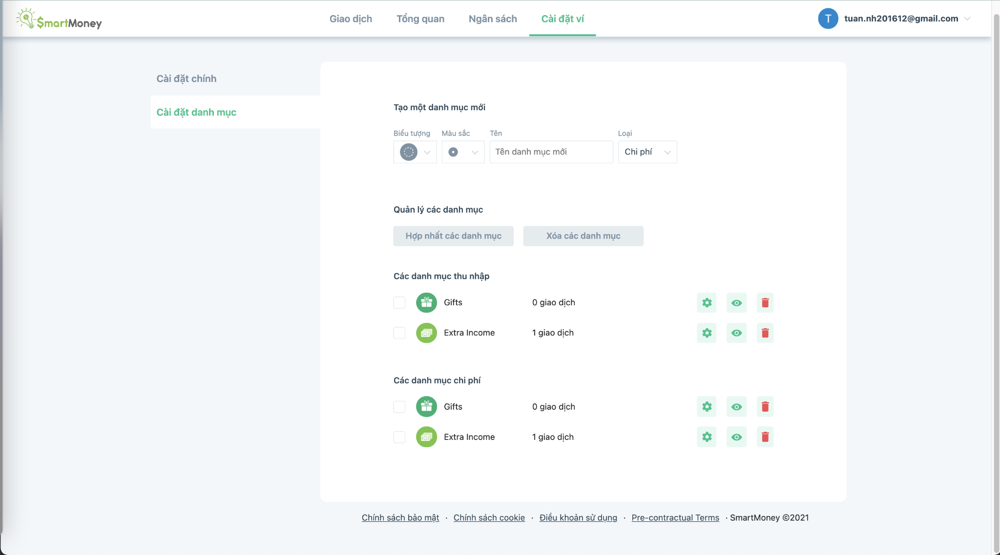 $martMoney
Giao dịch
Tổng quan
Ngân sách
Cài đặt ví
T
tuan.nh201612@gmail.com
Cài đặt chính
Cài đặt danh mục
Tạo một danh mục mới
Biểu tượng
Màu sắc
Tên
Loại
Tên danh mục mới
Chi phí
Quản lý các danh mục
Hợp nhất các danh mục
Xóa các danh mục
Các danh mục thu nhập
Gifts
0 giao dịch
Extra Income
1 giao dịch
Các danh mục chi phí
Gifts
0 giao dịch
Extra Income
1 giao dịch
Chính sách bảo mật · Chính sách cookie · Điều khoản sử dụng · Pre-contractual Terms · SmartMoney ©2021